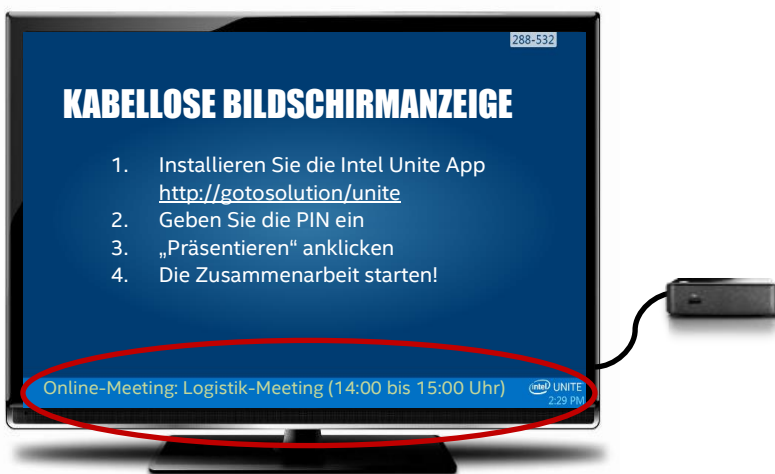 288-532
KABELLOSE BILDSCHIRMANZEIGE
1. Installieren Sie die Intel Unite App
http://gotosolution/unite
2. Geben Sie die PIN ein
3. „Präsentieren“ anklicken
4. Die Zusammenarbeit starten!
Online-Meeting: Logistik-Meeting (14:00 bis 15:00 Uhr)
intel UNITE
2:29 PM